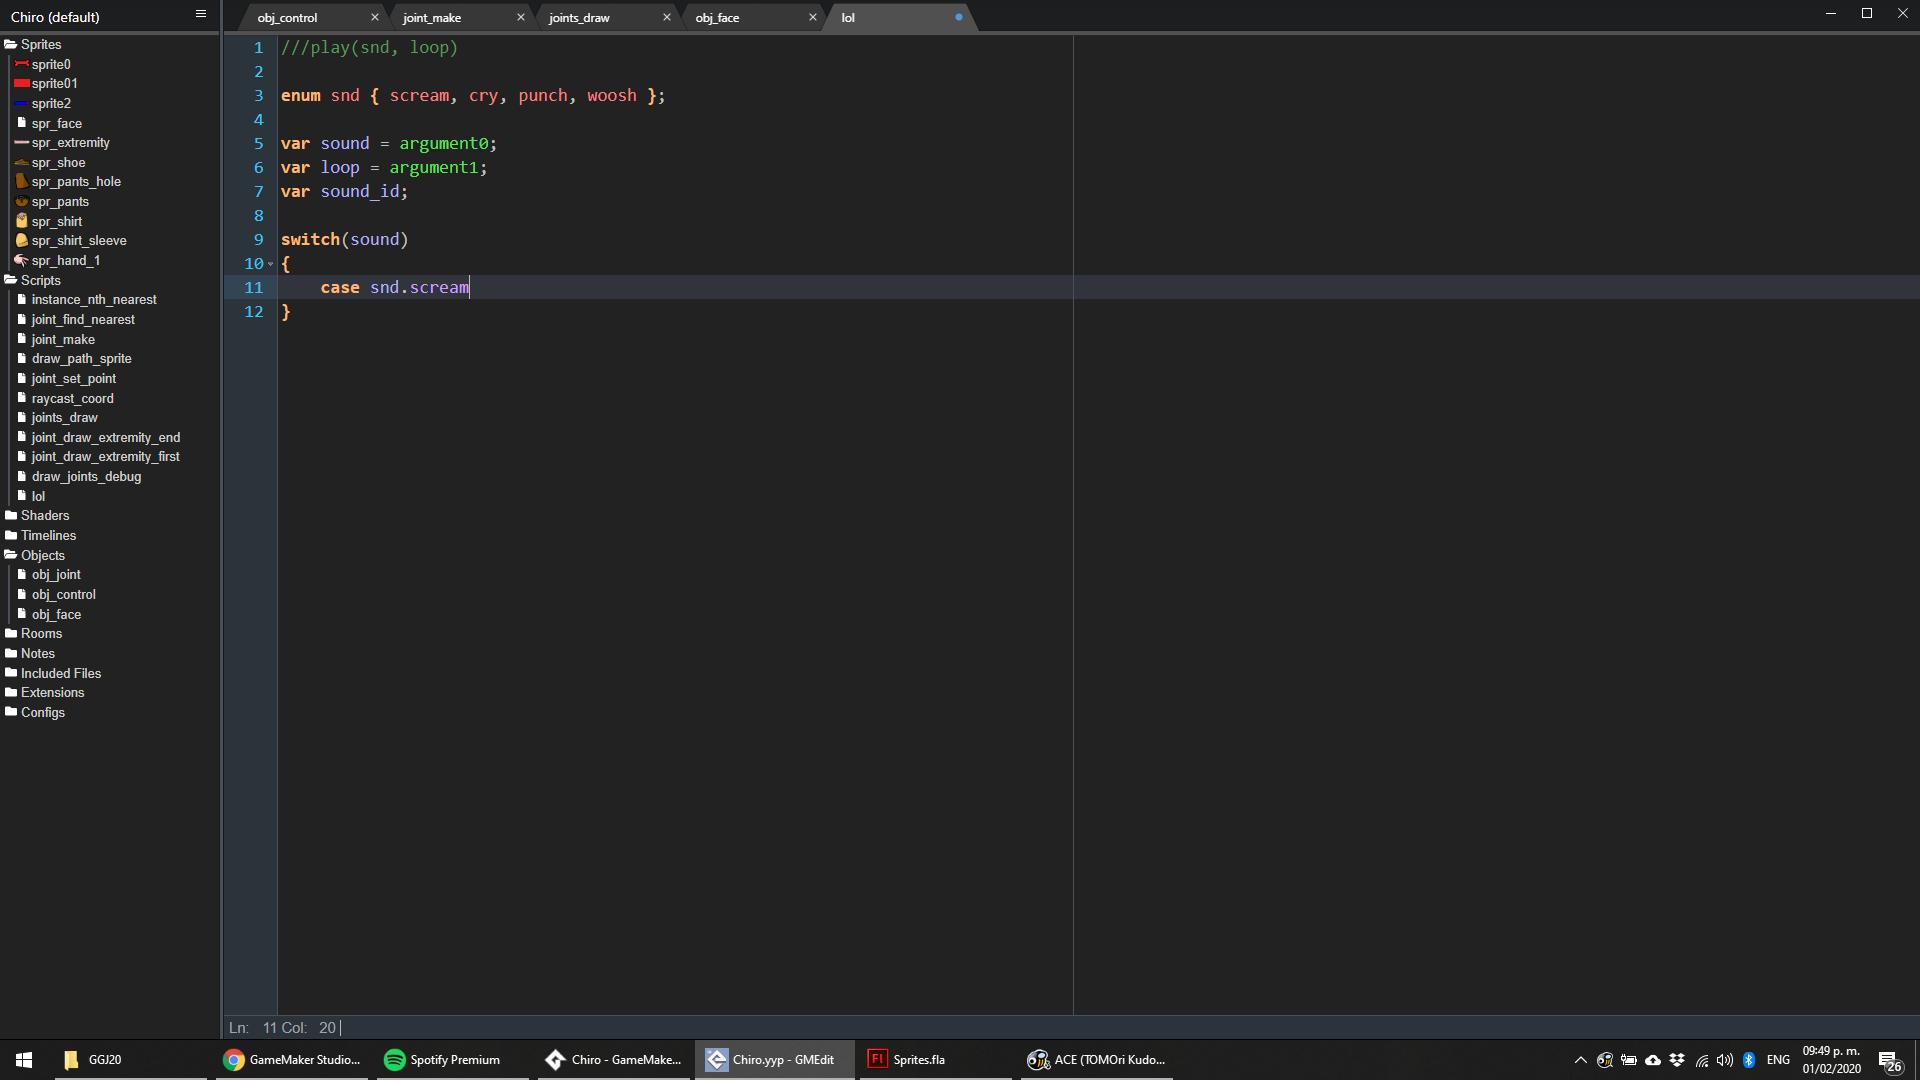 Chiro (default)
Sprites
sprite0
sprite01
sprite2
spr_face
spr_extremity
spr_shoe
spr_pants_hole
spr_pants
spr_shirt
spr_shirt_sleeve
spr_hand_1
Scripts
instance_nth_nearest
joint_find_nearest
joint_make
draw_path_sprite
joint_set_point
raycast_coord
joints_draw
joint_draw_extremity_end
joint_draw_extremity_first
draw_joints_debug
lol
Shaders
Timelines
Objects
obj_joint
obj_control
obj_face
Rooms
Notes
Included Files
Extensions
Configs
obj_control × joint_make × joints_draw × obj_face × lol
1 ///play(snd, loop)
2
3 enum snd { scream, cry, punch, woosh };
4
5 var sound = argument0;
6 var loop = argument1;
7 var sound_id;
8
9 switch(sound)
10 {
11 case snd.scream
12 }
Ln: 11 Col: 20
GGJ20 GameMaker Studio... Spotify Premium Chiro - GameMake... Chiro.yyp - GMEdit Fl Sprites.fla ACE (TOMOri Kudo... ENG 09:49 p. m.
01/02/2020
26